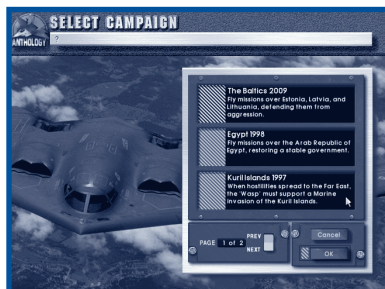 SELECT CAMPAIGN
ANTHOLOGY
?
The Baltics 2009
Fly missions over Estonia, Latvia, and
Lithuania, defending them from
aggression.
Egypt 1998
Fly missions over the Arab Republic of
Egypt, restoring a stable government.
Kuril Islands 1997
When hostilities spread to the Far East,
the 'Wasp' must support a Marine
invasion of the Kuril Islands.
PAGE 1 of 2 PREV
NEXT
Cancel
OK